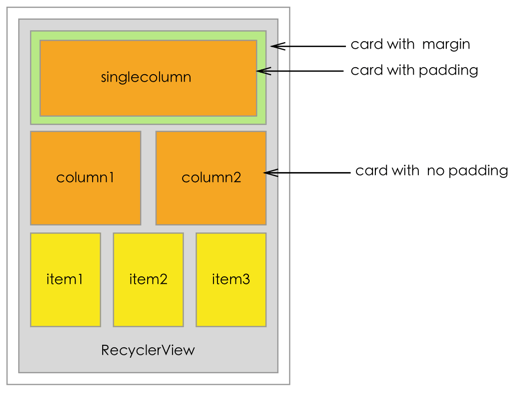 card with margin
singlecolumn
card with padding
column1
column2
card with no padding
item1
item2
item3
RecyclerView